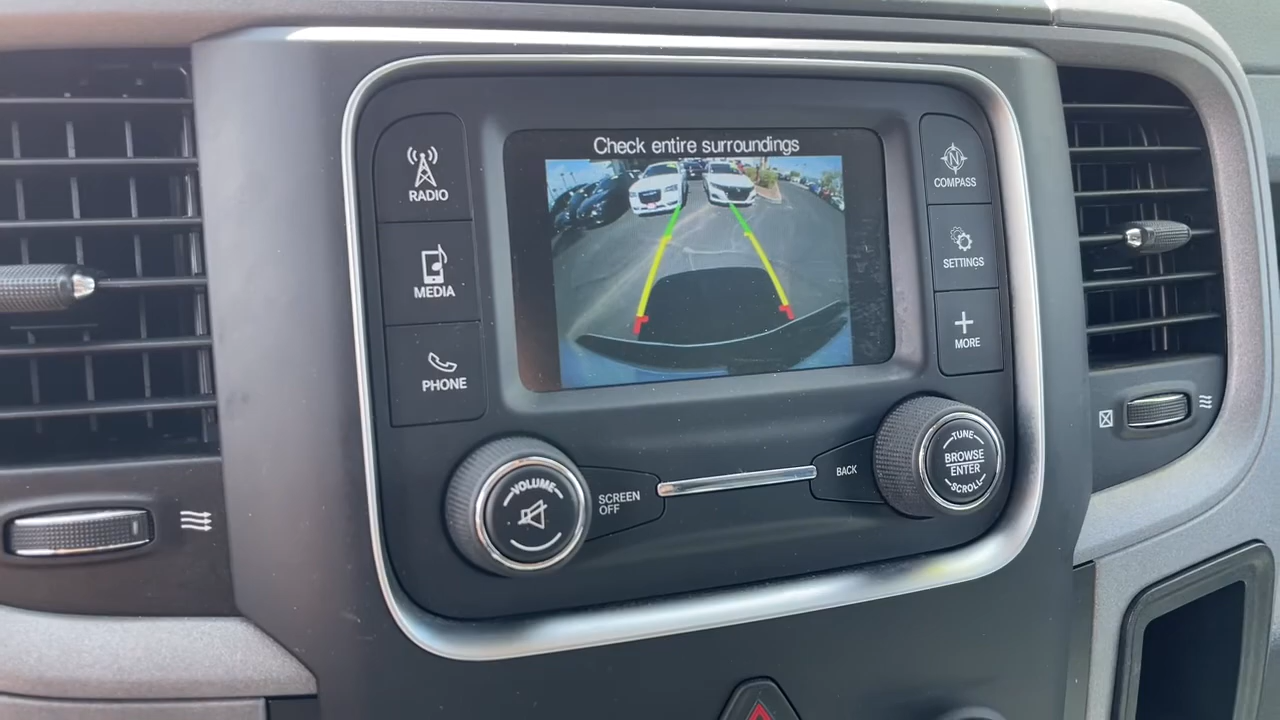 Check entire surroundings
RADIO
MEDIA
PHONE
N
COMPASS
SETTINGS
MORE
VOLUME
SCREEN
OFF
BACK
TUNE
BROWSE
ENTER
SCROLL